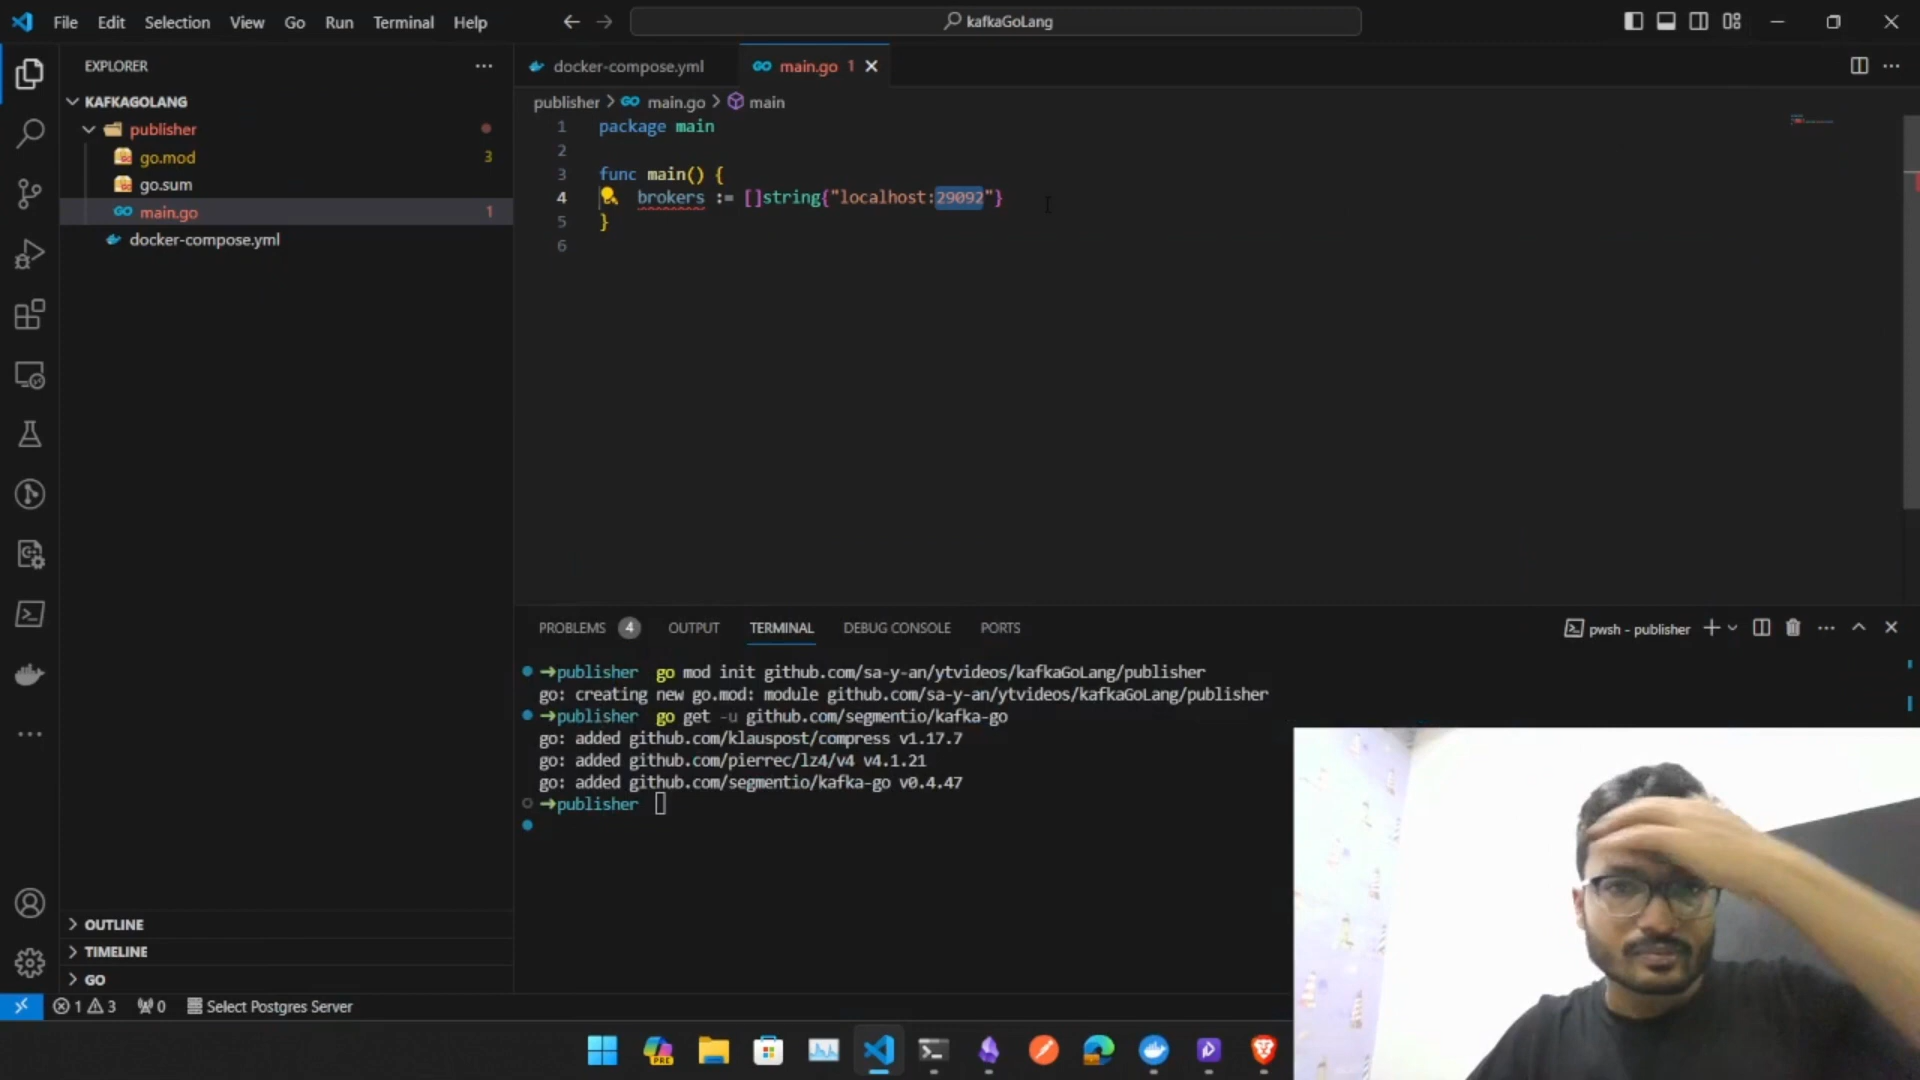 File Edit Selection View Go Run Terminal Help
kafkaGoLang
EXPLORER
KAFKAGOLANG
publisher
go.mod 3
go.sum
main.go 1
docker-compose.yml
OUTLINE
TIMELINE
GO
docker-compose.yml
main.go 1
publisher > main.go > main
1 package main
2
3 func main() {
4 brokers := []string{"localhost:29092"}
5 }
6
PROBLEMS 4 OUTPUT TERMINAL DEBUG CONSOLE PORTS
pwsh - publisher
➜publisher go mod init github.com/sa-y-an/ytvideos/kafkaGoLang/publisher
go: creating new go.mod: module github.com/sa-y-an/ytvideos/kafkaGoLang/publisher
➜publisher go get -u github.com/segmentio/kafka-go
go: added github.com/klauspost/compress v1.17.7
go: added github.com/pierrec/lz4/v4 v4.1.21
go: added github.com/segmentio/kafka-go v0.4.47
➜publisher
1 3 0 Select Postgres Server
PRE